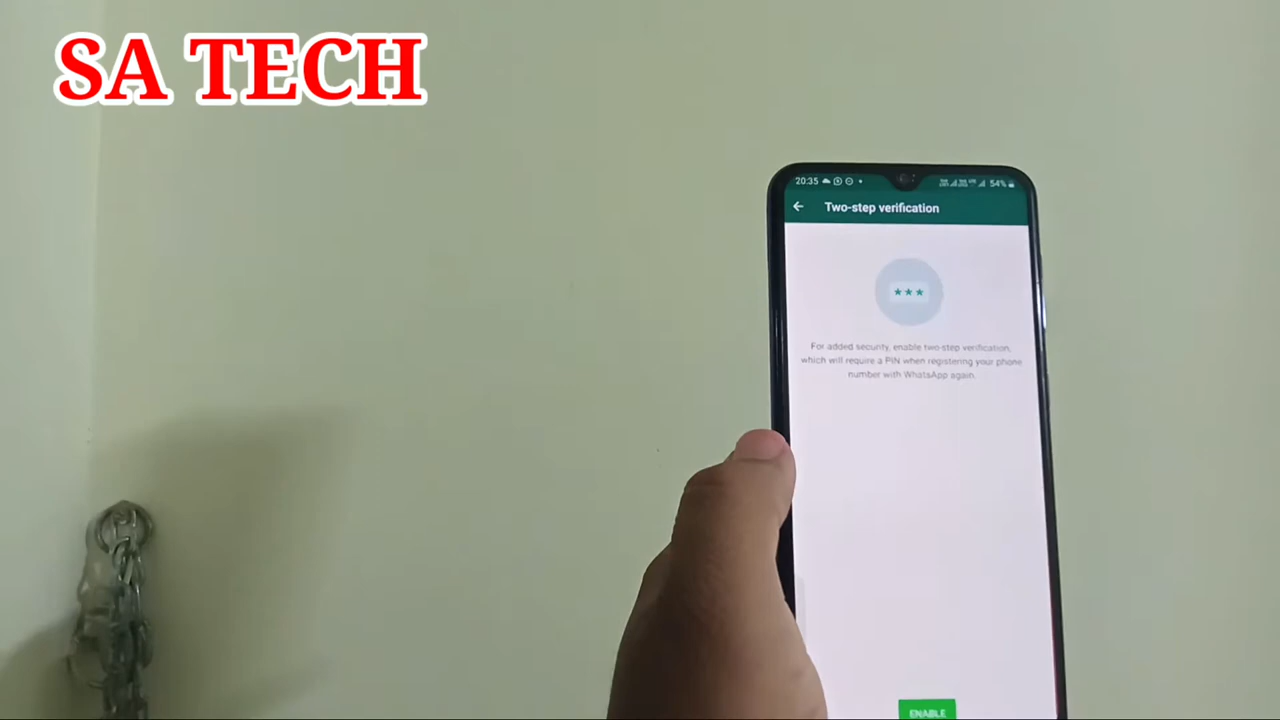 SA TECH
20:35
54%
Two-step verification
***
For added security, enable two-step verification,
which will require a PIN when registering your phone
number with WhatsApp again.
ENABLE